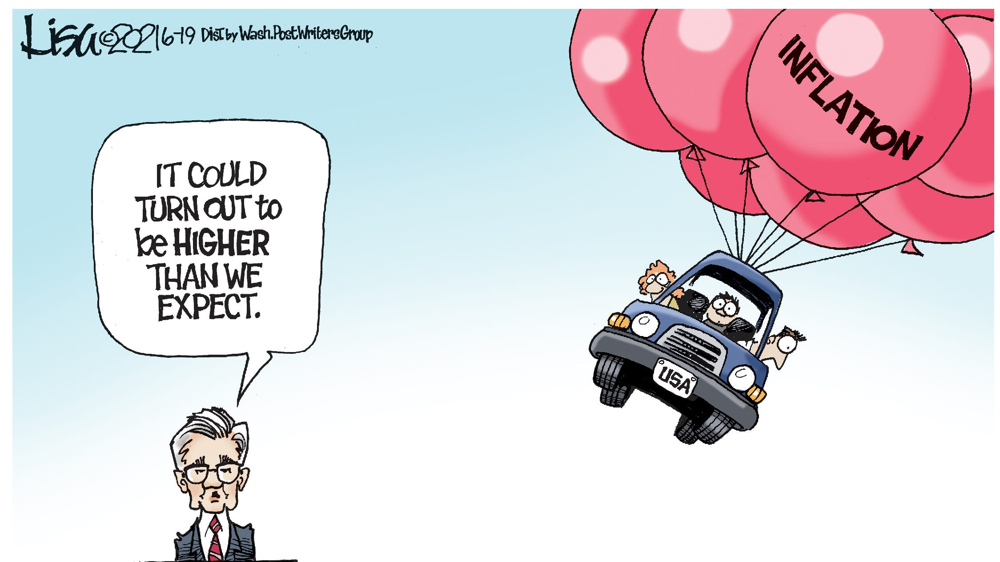 Lisa ©2021 6-19 Dist. by Wash. Post Writers Group
INFLATION
IT COULD
TURN OUT to
be HIGHER
THAN WE
EXPECT.
USA